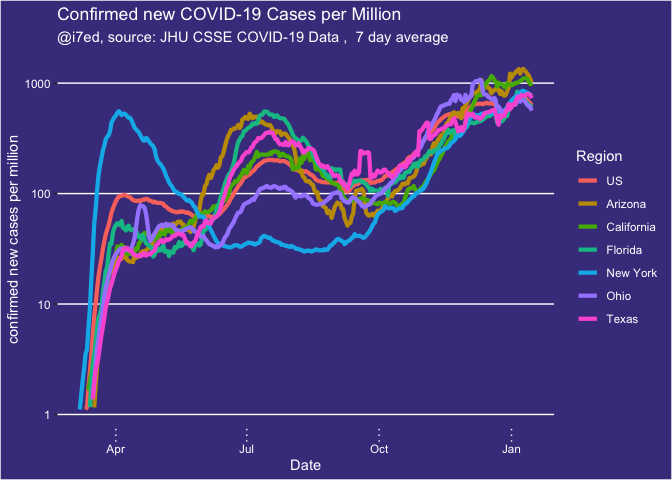 Confirmed new COVID-19 Cases per Million
@i7ed, source: JHU CSSE COVID-19 Data ,  7 day average
confirmed new cases per million
1000
100
10
1
Apr
Jul
Oct
Jan
Date
Region
US
Arizona
California
Florida
New York
Ohio
Texas